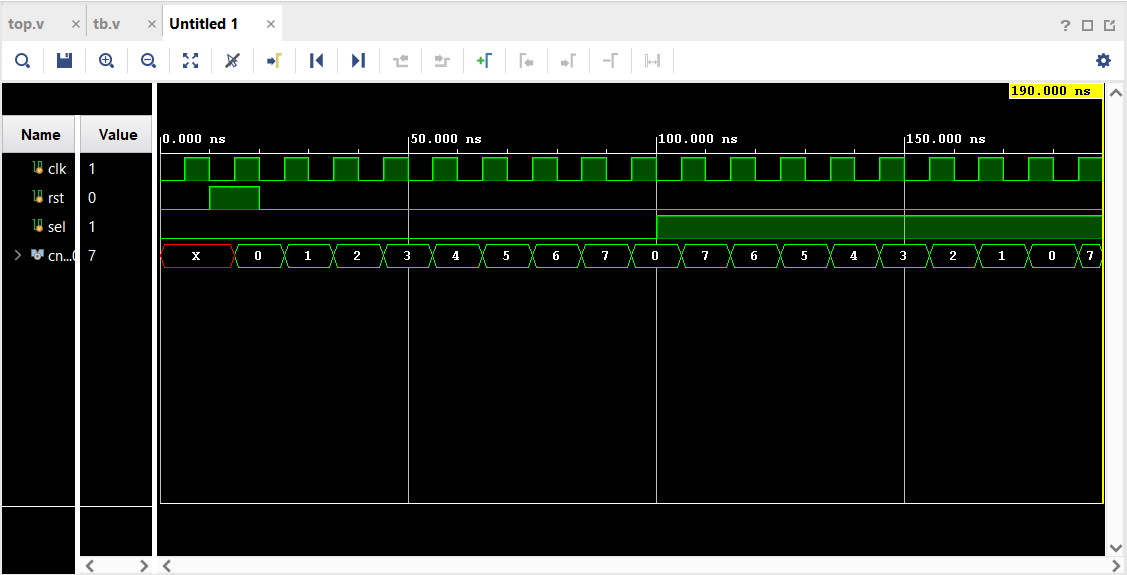 top.v × tb.v × Untitled 1 ×
?
190.000 ns
Name Value
0.000 ns 50.000 ns 100.000 ns 150.000 ns
clk 1
rst 0
sel 1
cn...0 7 X 0 1 2 3 4 5 6 7 0 7 6 5 4 3 2 1 0 7